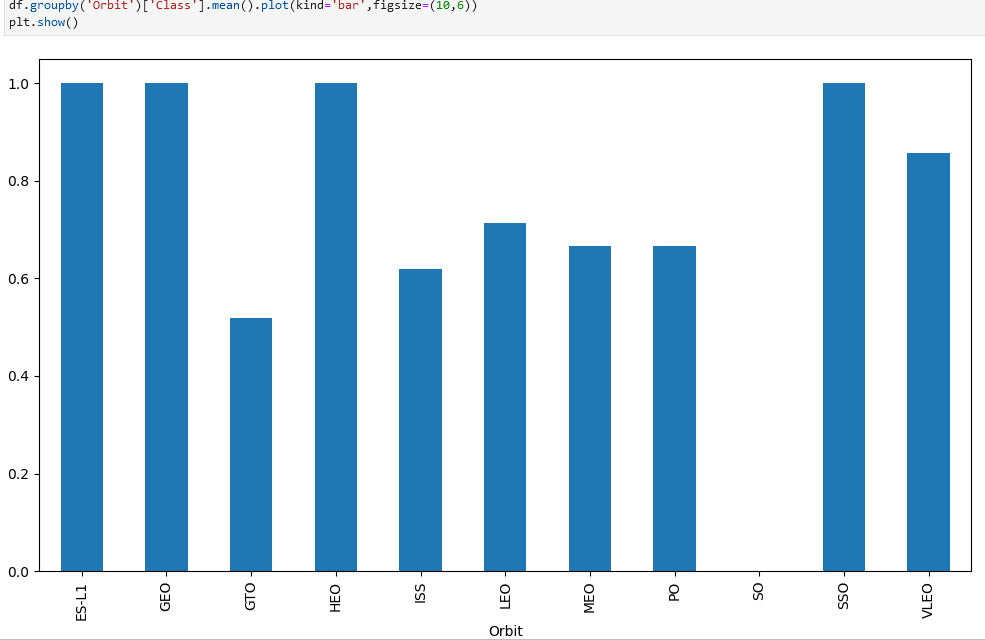 df.groupby('Orbit')['Class'].mean().plot(kind='bar',figsize=(10,6))
plt.show()
1.0
0.8
0.6
0.4
0.2
0.0
ES-L1
GEO
GTO
HEO
ISS
LEO
MEO
PO
SO
SSO
VLEO
Orbit